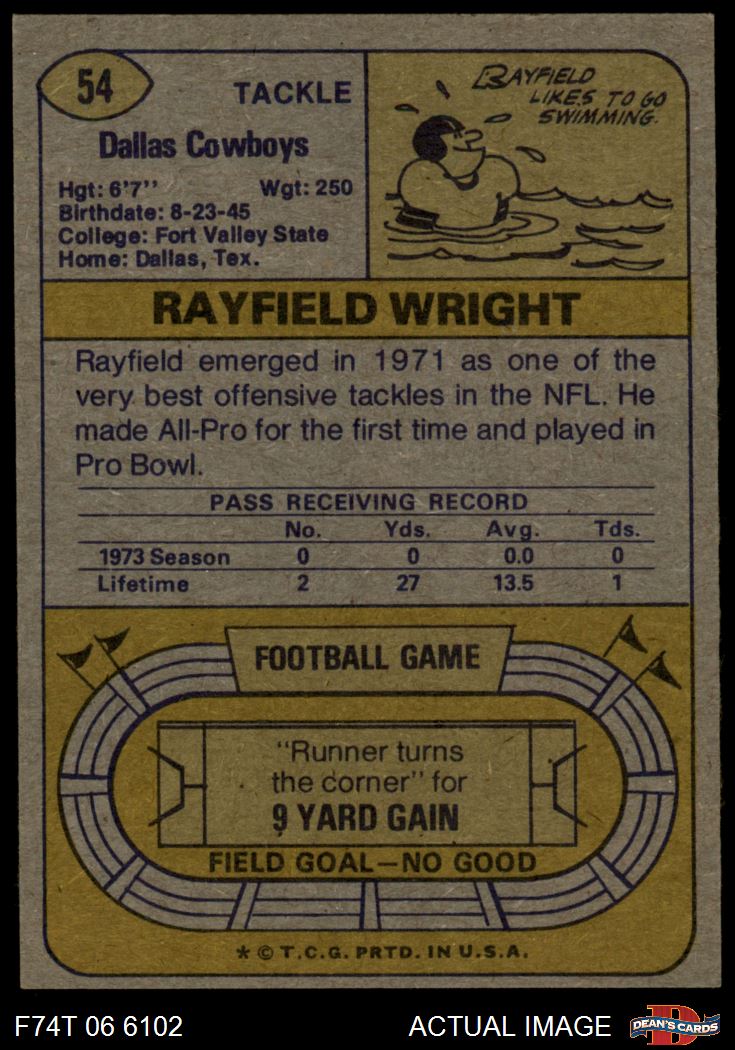 54
TACKLE
Dallas Cowboys
Hgt: 6'7"
Wgt: 250
Birthdate: 8-23-45
College: Fort Valley State
Home: Dallas, Tex.
RAYFIELD
LIKES TO GO
SWIMMING.
RAYFIELD WRIGHT
Rayfield emerged in 1971 as one of the
very best offensive tackles in the NFL. He
made All-Pro for the first time and played in
Pro Bowl.
PASS RECEIVING RECORD
No. Yds. Avg. Tds.
1973 Season 0 0 0.0 0
Lifetime 2 27 13.5 1
FOOTBALL GAME
"Runner turns
the corner" for
9 YARD GAIN
FIELD GOAL—NO GOOD
* © T.C.G. PRTD. IN U.S.A.
F74T 06 6102
ACTUAL IMAGE
D
DEAN'S CARDS